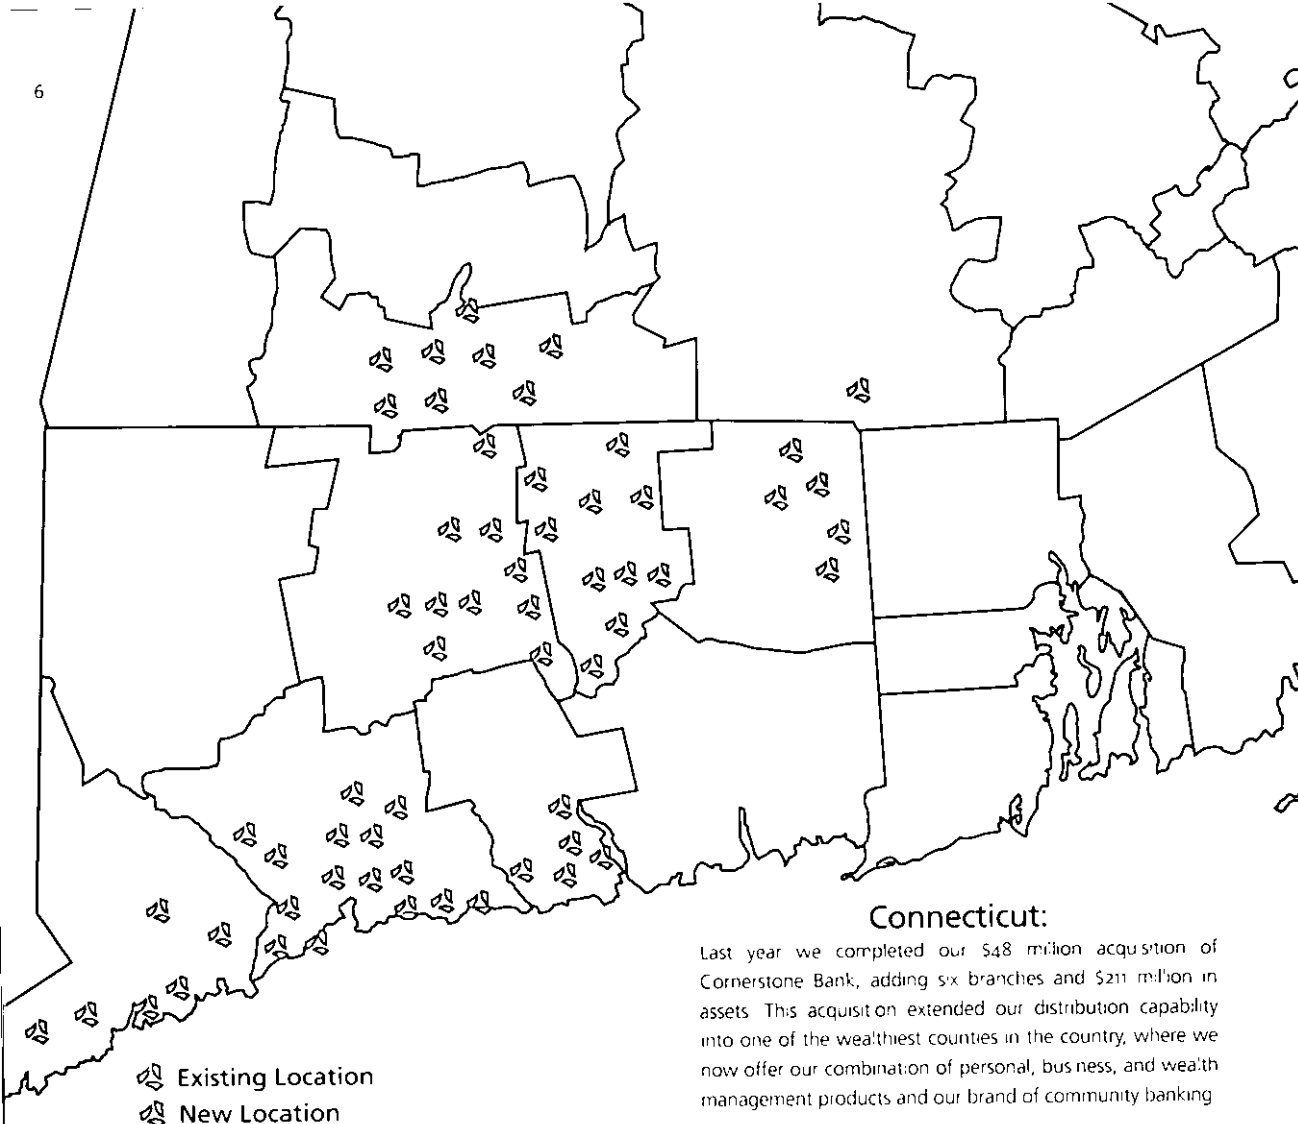 6
Existing Location
New Location
Connecticut:
Last year we completed our $48 million acquisition of
Cornerstone Bank, adding six branches and $211 million in
assets This acquisition extended our distribution capability
into one of the wealthiest counties in the country, where we
now offer our combination of personal, business, and wealth
management products and our brand of community banking